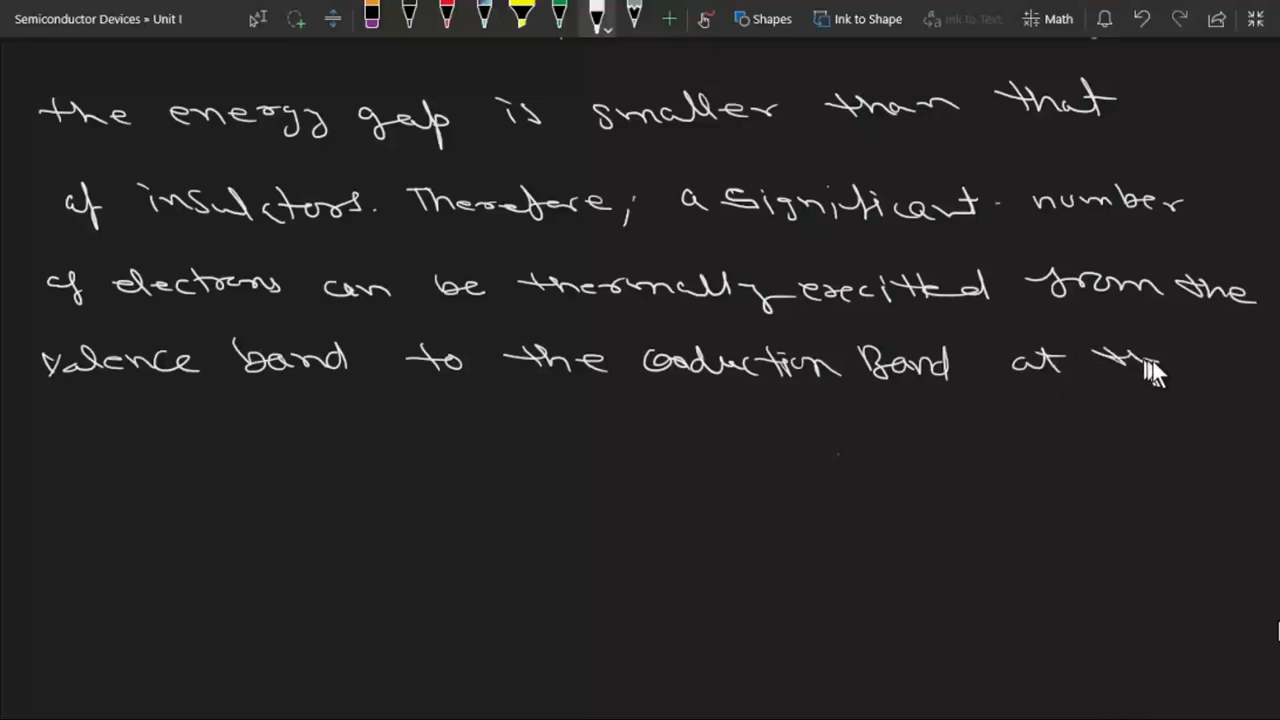 Semiconductor Devices » Unit I
Shapes
Ink to Shape
Ink to Text
Math
the energy gap is smaller than that
of insulators. Therefore, a significant number
of electrons can be thermally excitted from the
valence band to the conduction Band at